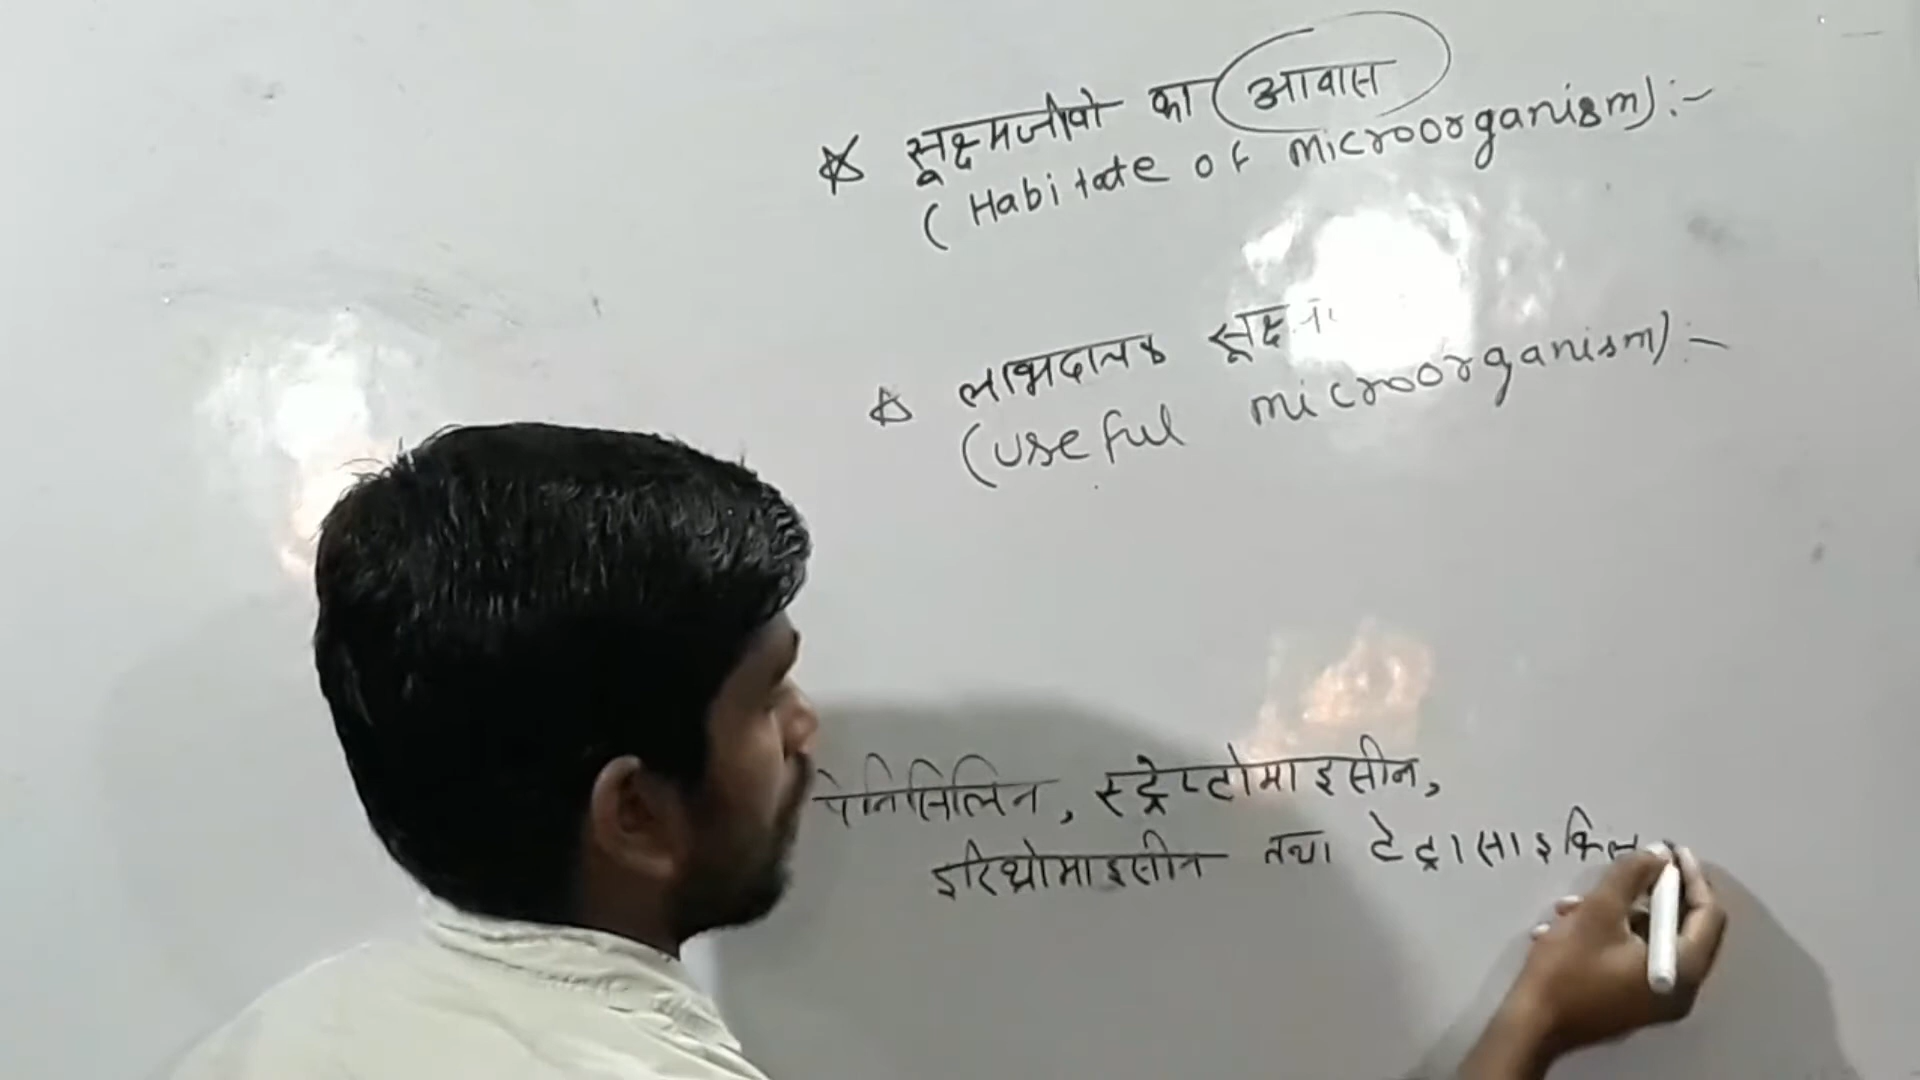 ☆ सूक्ष्मजीवो का आवास
(Habitate of microorganism):-
☆ लाभदायक
(useful microorganism):-
पेनिसिलिन, स्ट्रेप्टोमाइसीन,
इरिथ्रोमाइसीन तथा टेट्रासाइक्लि